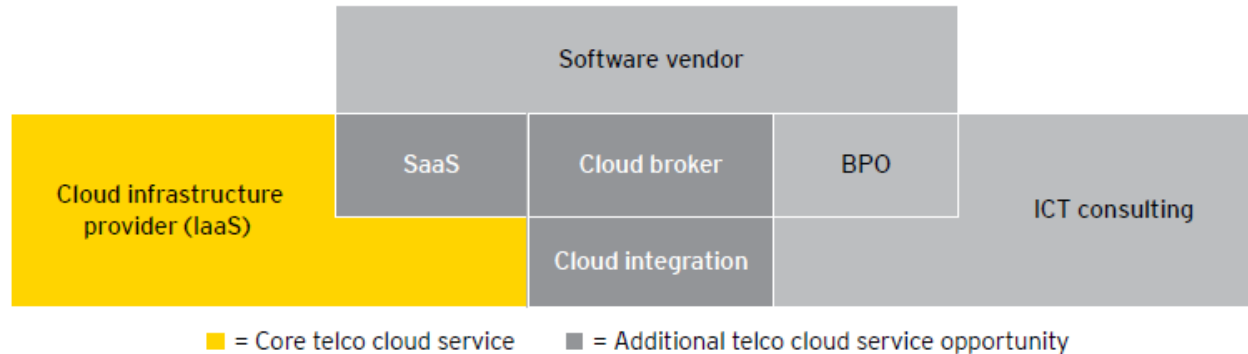 Software vendor
SaaS
Cloud broker
BPO
Cloud infrastructure
provider (IaaS)
ICT consulting
Cloud integration
= Core telco cloud service
= Additional telco cloud service opportunity